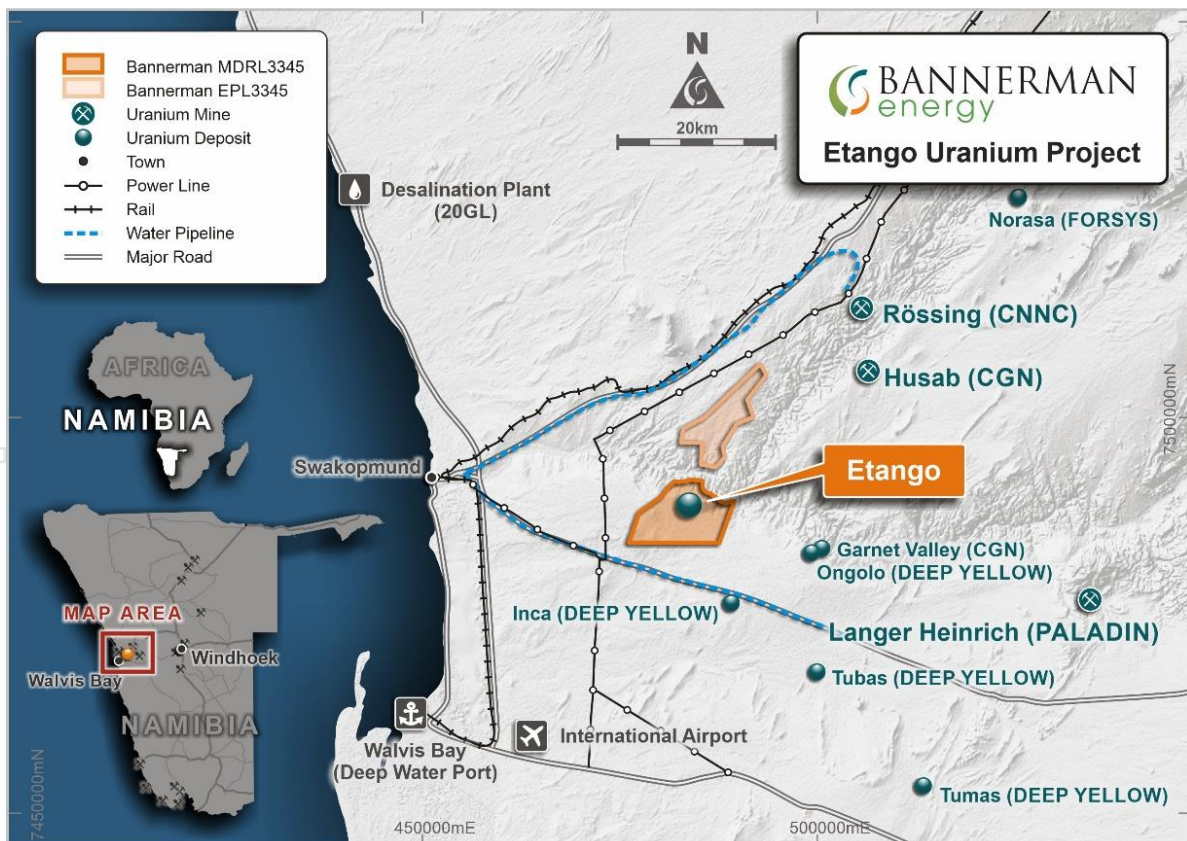 Bannerman MDRL3345
Bannerman EPL3345
Uranium Mine
Uranium Deposit
Town
Power Line
Rail
Water Pipeline
Major Road
N
20km
BANNERMAN
energy
Etango Uranium Project
Desalination Plant
(20GL)
Norasa (FORSYS)
Rössing (CNNC)
Husab (CGN)
7500000mN
AFRICA
NAMIBIA
Swakopmund
Etango
Garnet Valley (CGN)
Ongolo (DEEP YELLOW)
Inca (DEEP YELLOW)
Langer Heinrich (PALADIN)
Tubas (DEEP YELLOW)
MAP AREA
Windhoek
Walvis Bay
NAMIBIA
Walvis Bay
(Deep Water Port)
International Airport
Tumas (DEEP YELLOW)
7450000mN
450000mE
500000mE